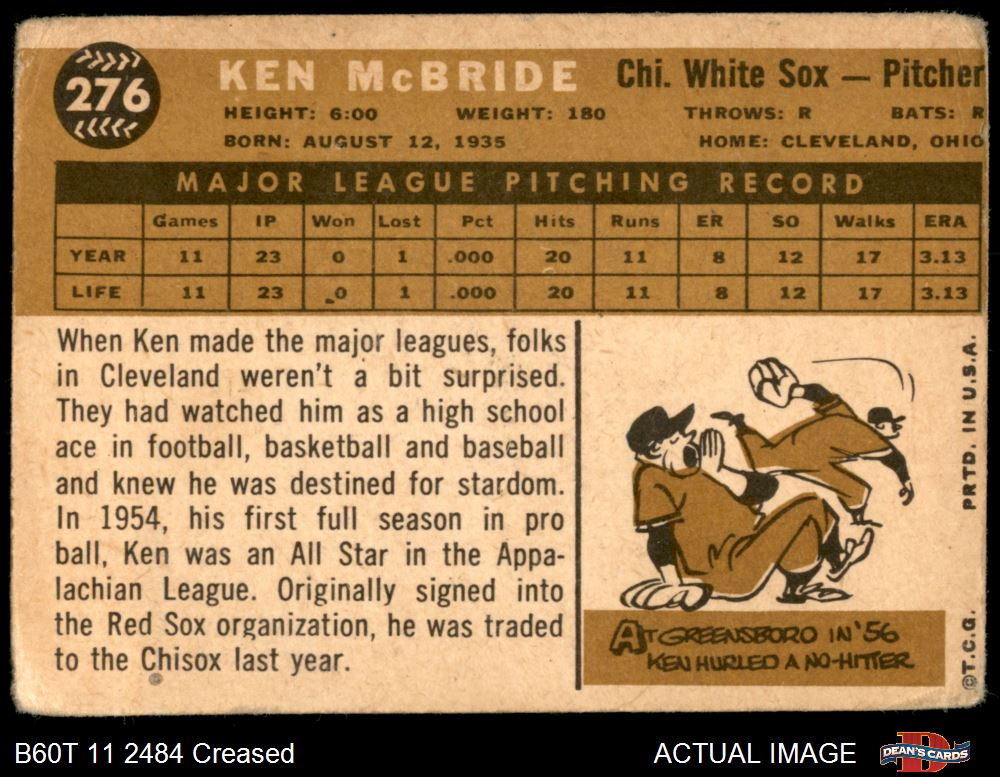 276
KEN McBRIDE Chi. White Sox — Pitcher
HEIGHT: 6:00 WEIGHT: 180 THROWS: R BATS: R
BORN: AUGUST 12, 1935 HOME: CLEVELAND, OHIO
MAJOR LEAGUE PITCHING RECORD
Games IP Won Lost Pct Hits Runs ER SO Walks ERA
YEAR 11 23 0 1 .000 20 11 8 12 17 3.13
LIFE 11 23 0 1 .000 20 11 8 12 17 3.13
When Ken made the major leagues, folks
in Cleveland weren't a bit surprised.
They had watched him as a high school
ace in football, basketball and baseball
and knew he was destined for stardom.
In 1954, his first full season in pro
ball, Ken was an All Star in the Appa-
lachian League. Originally signed into
the Red Sox organization, he was traded
to the Chisox last year.
AT GREENSBORO IN '56
KEN HURLED A NO-HITTER
PRTD. IN U.S.A.
©T.C.G.
B60T 11 2484 Creased
ACTUAL IMAGE
DEAN'S CARDS